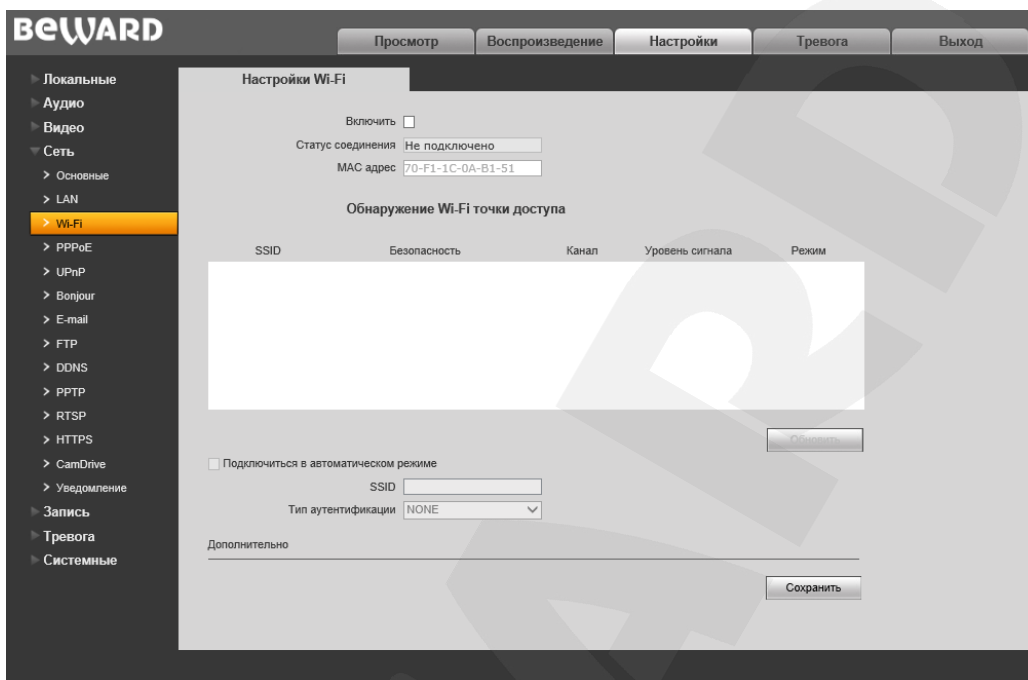 BEWARD
Просмотр Воспроизведение Настройки Тревога Выход
Локальные
Аудио
Видео
Сеть
Основные
LAN
Wi-Fi
PPPoE
UPnP
Bonjour
E-mail
FTP
DDNS
PPTP
RTSP
HTTPS
CamDrive
Уведомление
Запись
Тревога
Системные
Настройки Wi-Fi
Включить
Статус соединения Не подключено
MAC адрес 70-F1-1C-0A-B1-51
Обнаружение Wi-Fi точки доступа
SSID Безопасность Канал Уровень сигнала Режим
Обновить
Подключиться в автоматическом режиме
SSID
Тип аутентификации NONE
Дополнительно
Сохранить